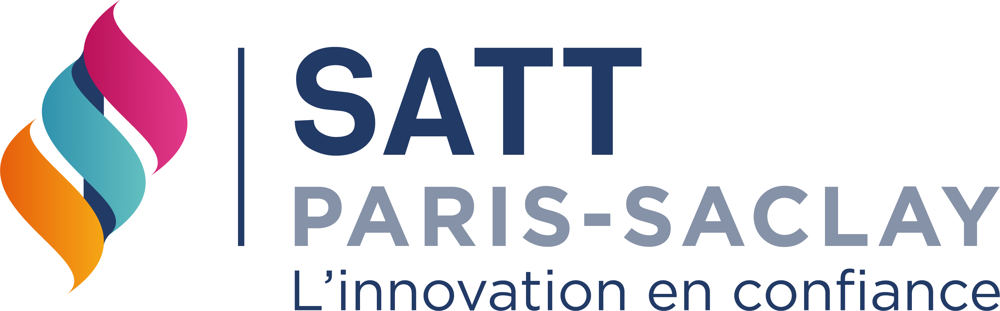 SATT
PARIS-SACLAY
L’innovation en confiance